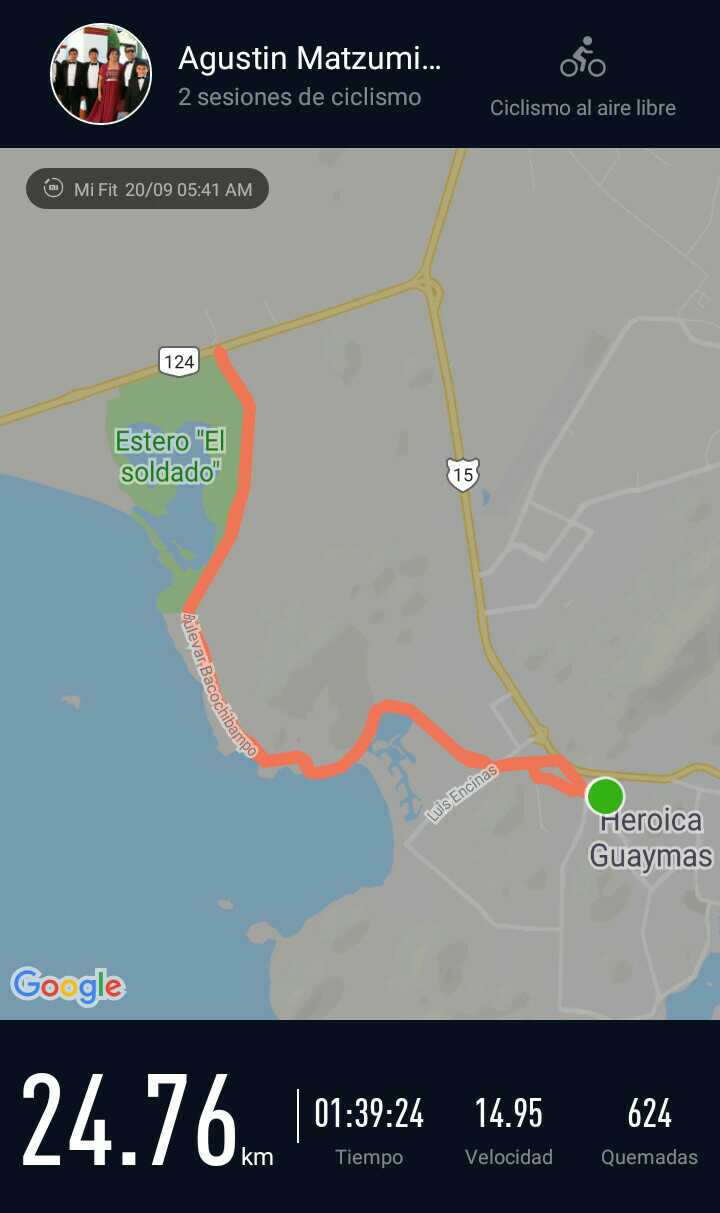 Agustin Matzumi...
2 sesiones de ciclismo
Ciclismo al aire libre
Mi Fit 20/09 05:41 AM
124
Estero "El
soldado"
15
Bulevar Bacochibampo
Luis Encinas
Heroica
Guaymas
Google
24.76 km
01:39:24
Tiempo
14.95
Velocidad
624
Quemadas